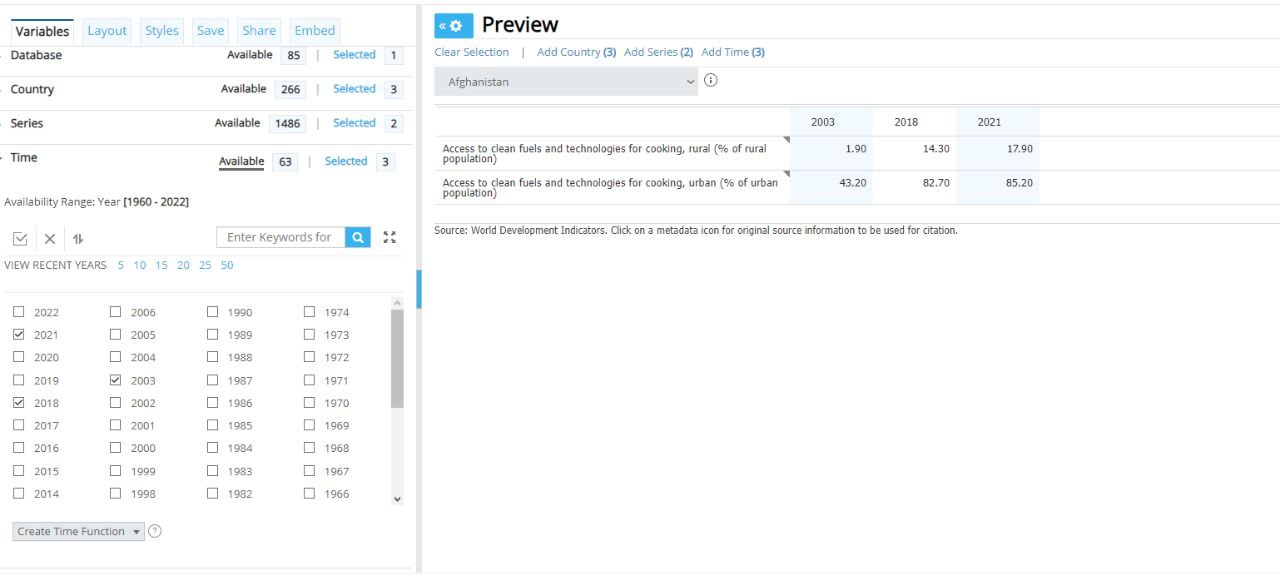 Variables Layout Styles Save Share Embed
Database Available 85 | Selected 1
Country Available 266 | Selected 3
Series Available 1486 | Selected 2
Time Available 63 | Selected 3
Availability Range: Year [1960 - 2022]
Enter Keywords for
VIEW RECENT YEARS 5 10 15 20 25 50
2022 2006 1990 1974
2021 2005 1989 1973
2020 2004 1988 1972
2019 2003 1987 1971
2018 2002 1986 1970
2017 2001 1985 1969
2016 2000 1984 1968
2015 1999 1983 1967
2014 1998 1982 1966
Create Time Function ?
« Preview
Clear Selection | Add Country (3) Add Series (2) Add Time (3)
Afghanistan i
2003 2018 2021
Access to clean fuels and technologies for cooking, rural (% of rural 1.90 14.30 17.90
population)
Access to clean fuels and technologies for cooking, urban (% of urban 43.20 82.70 85.20
population)
Source: World Development Indicators. Click on a metadata icon for original source information to be used for citation.